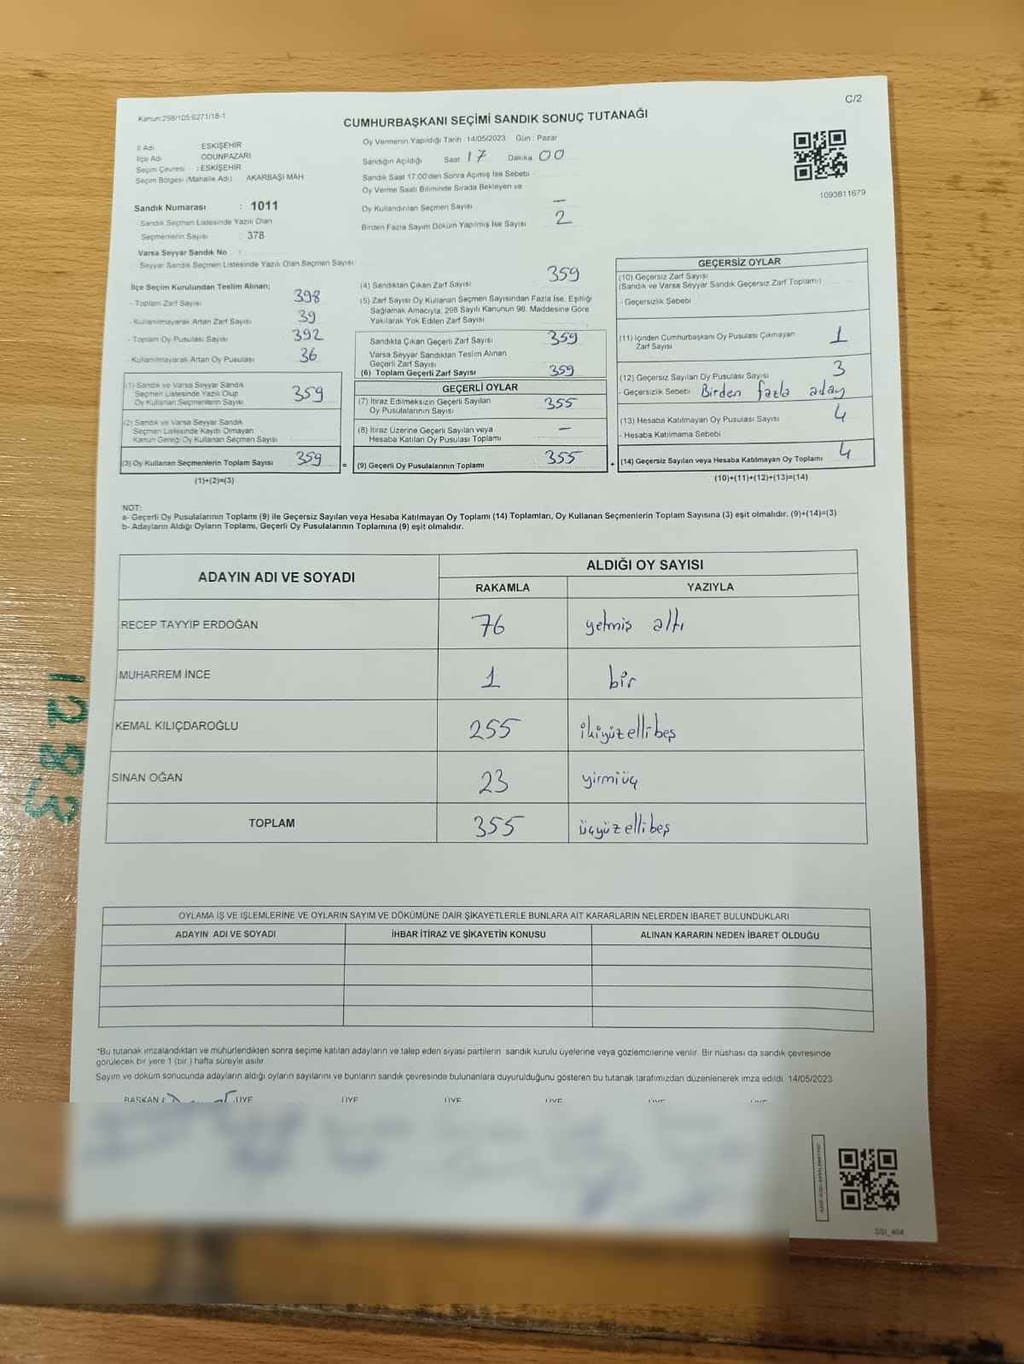 C/2
Kanun:298/105-6271/18-1
CUMHURBAŞKANI SEÇİMİ SANDIK SONUÇ TUTANAĞI
İl Adı ESKİŞEHİR
İlçe Adı ODUNPAZARI
Seçim Çevresi : ESKİŞEHİR
Seçim Bölgesi (Mahalle Adı) AKARBAŞI MAH
Sandık Numarası : 1011
Sandık Seçmen Listesinde Yazılı Olan
Seçmenlerin Sayısı : 378
Varsa Seyyar Sandık No :
Seyyar Sandık Seçmen Listesinde Yazılı Olan Seçmen Sayısı
Oy Vermenin Yapıldığı Tarih 14/05/2023 Gün : Pazar
Sandığın Açıldığı Saat 17 Dakika 00
Sandık Saat 17:00'den Sonra Açılmış İse Sebebi
Oy Verme Saati Bitiminde Sırada Bekleyen ve
Oy Kullandırılan Seçmen Sayısı —
Birden Fazla Sayım Döküm Yapılmış İse Sayısı 2
1093811679
İlçe Seçim Kurulundan Teslim Alınan;
- Toplam Zarf Sayısı 398
- Kullanılmayarak Artan Zarf Sayısı 39
- Toplam Oy Pusulası Sayısı 392
Kullanılmayarak Artan Oy Pusulası 36
(1) Sandık ve Varsa Seyyar Sandık
Seçmen Listesinde Yazılı Olup
Oy Kullanan Seçmenlerin Sayısı 359
(2) Sandık ve Varsa Seyyar Sandık
Seçmen Listesinde Kayıtlı Olmayan
Kanun Gereği Oy Kullanan Seçmen Sayısı
(3) Oy Kullanan Seçmenlerin Toplam Sayısı 359
(1)+(2)=(3)
(4) Sandıktan Çıkan Zarf Sayısı 359
(5) Zarf Sayısı Oy Kullanan Seçmen Sayısından Fazla İse, Eşitliği
Sağlamak Amacıyla, 298 Sayılı Kanunun 98. Maddesine Göre
Yakılarak Yok Edilen Zarf Sayısı
Sandıkta Çıkan Geçerli Zarf Sayısı 359
Varsa Seyyar Sandıktan Teslim Alınan
Geçerli Zarf Sayısı
(6) Toplam Geçerli Zarf Sayısı 359
GEÇERLİ OYLAR
(7) İtiraz Edilmeksizin Geçerli Sayılan
Oy Pusulalarının Sayısı 355
(8) İtiraz Üzerine Geçerli Sayılan veya
Hesaba Katılan Oy Pusulası Toplamı —
= (9) Geçerli Oy Pusulalarının Toplamı 355
GEÇERSİZ OYLAR
(10) Geçersiz Zarf Sayısı
(Sandık ve Varsa Seyyar Sandık Geçersiz Zarf Toplamı)
- Geçersizlik Sebebi
(11) İçinden Cumhurbaşkanı Oy Pusulası Çıkmayan
Zarf Sayısı 1
(12) Geçersiz Sayılan Oy Pusulası Sayısı 3
- Geçersizlik Sebebi Birden fazla aday
(13) Hesaba Katılmayan Oy Pusulası Sayısı 4
- Hesaba Katılmama Sebebi
+ (14) Geçersiz Sayılan veya Hesaba Katılmayan Oy Toplamı 4
(10)+(11)+(12)+(13)=(14)
NOT:
a- Geçerli Oy Pusulalarının Toplamı (9) ile Geçersiz Sayılan veya Hesaba Katılmayan Oy Toplamı (14) Toplamları, Oy Kullanan Seçmenlerin Toplam Sayısına (3) eşit olmalıdır. (9)+(14)=(3)
b- Adayların Aldığı Oyların Toplamı, Geçerli Oy Pusulalarının Toplamına (9) eşit olmalıdır.
ADAYIN ADI VE SOYADI ALDIĞI OY SAYISI
RAKAMLA YAZIYLA
RECEP TAYYİP ERDOĞAN 76 yetmiş altı
MUHARREM İNCE 1 bir
KEMAL KILIÇDAROĞLU 255 ikiyüzellibeş
SİNAN OĞAN 23 yirmiüç
TOPLAM 355 üçyüzellibeş
1283
OYLAMA İŞ VE İŞLEMLERİNE VE OYLARIN SAYIM VE DÖKÜMÜNE DAİR ŞİKAYETLERLE BUNLARA AİT KARARLARIN NELERDEN İBARET BULUNDUKLARI
ADAYIN ADI VE SOYADI İHBAR İTİRAZ VE ŞİKAYETİN KONUSU ALINAN KARARIN NEDEN İBARET OLDUĞU
*Bu tutanak imzalandıktan ve mühürlendikten sonra seçime katılan adayların ve talep eden siyasi partilerin sandık kurulu üyelerine veya gözlemcilerine verilir. Bir nüshası da sandık çevresinde
görülecek bir yere 1 (bir) hafta süreyle asılır
Sayım ve döküm sonucunda adayların aldığı oyların sayılarını ve bunların sandık çevresinde bulunanlara duyurulduğunu gösteren bu tutanak tarafımızdan düzenlenerek imza edildi. 14/05/2023
BAŞKAN ÜYE ÜYE ÜYE ÜYE ÜYE ÜYE